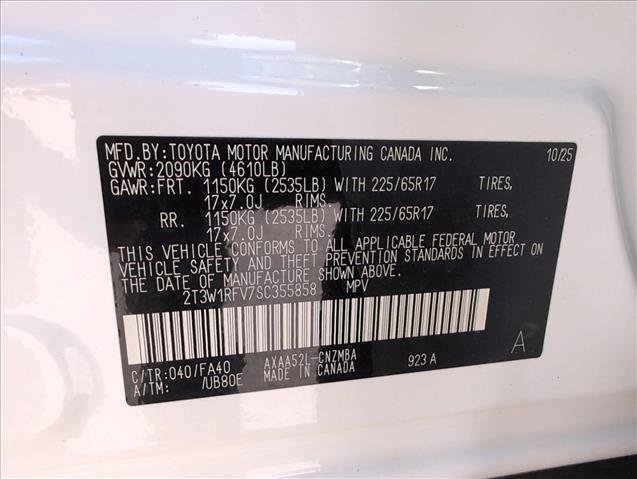 MFD.BY:TOYOTA MOTOR MANUFACTURING CANADA INC. 10/25
GVWR:2090KG (4610LB)
GAWR:FRT. 1150KG (2535LB) WITH 225/65R17 TIRES,
17x7.0J RIMS.
RR. 1150KG (2535LB) WITH 225/65R17 TIRES,
17x7.0J RIMS.
THIS VEHICLE CONFORMS TO ALL APPLICABLE FEDERAL MOTOR
VEHICLE SAFETY AND THEFT PREVENTION STANDARDS IN EFFECT ON
THE DATE OF MANUFACTURE SHOWN ABOVE.
2T3W1RFV7SC355858 MPV
C/TR:040/FA40 AXAA52L-CNZMBA 923 A A
A/TM: /UB80E MADE IN CANADA